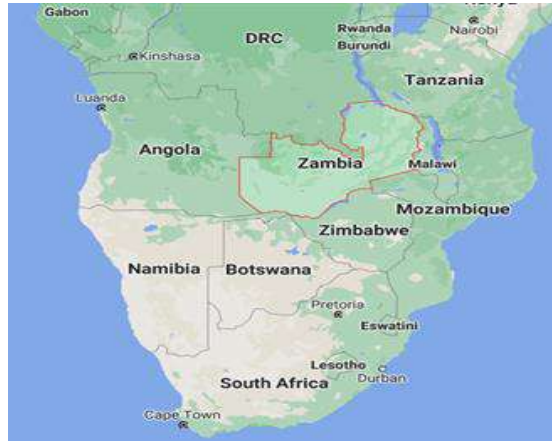 Gabon
Kinshasa
DRC
Rwanda
Burundi
Nairobi
Tanzania
Luanda
Angola
Zambia
Malawi
Mozambique
Zimbabwe
Namibia
Botswana
Pretoria
Eswatini
Lesotho
Durban
South Africa
Cape Town